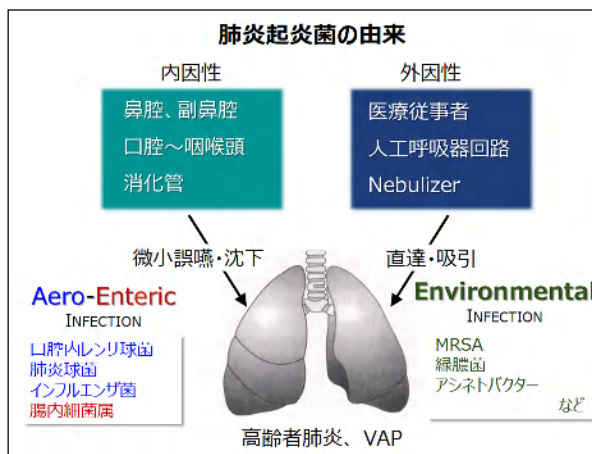 肺炎起炎菌の由来
内因性
外因性
鼻腔、副鼻腔
口腔～咽喉頭
消化管
医療従事者
人工呼吸器回路
Nebulizer
微小誤嚥・沈下
直達・吸引
Aero-Enteric
INFECTION
口腔内レンサ球菌
肺炎球菌
インフルエンザ菌
腸内細菌属
Environmental
INFECTION
MRSA
緑膿菌
アシネトバクター
など
高齢者肺炎、VAP